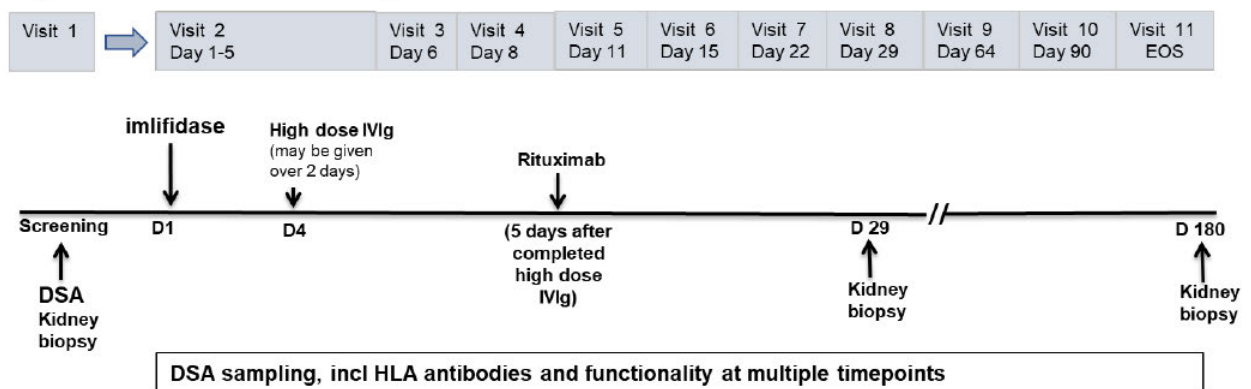 Visit 1
Visit 2
Day 1-5
Visit 3
Day 6
Visit 4
Day 8
Visit 5
Day 11
Visit 6
Day 15
Visit 7
Day 22
Visit 8
Day 29
Visit 9
Day 64
Visit 10
Day 90
Visit 11
EOS
imlifidase
High dose IVIg
(may be given
over 2 days)
Rituximab
Screening
D1
D4
(5 days after
completed
high dose
IVIg)
D 29
//
D 180
DSA
Kidney
biopsy
Kidney
biopsy
Kidney
biopsy
DSA sampling, incl HLA antibodies and functionality at multiple timepoints